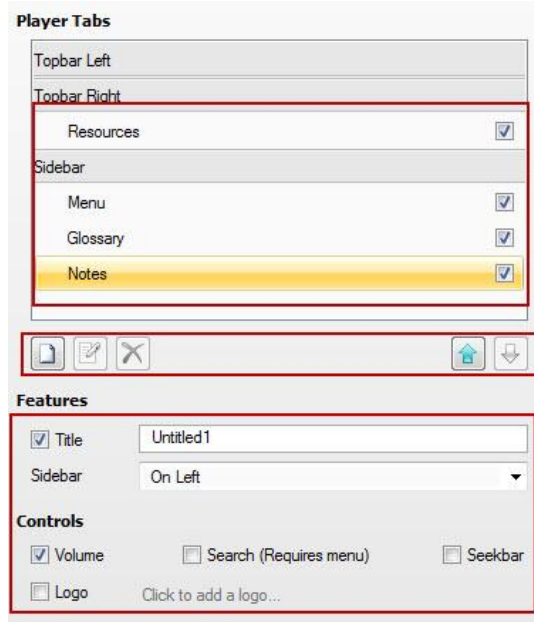 Player Tabs
Topbar Left
Topbar Right
Resources
Sidebar
Menu
Glossary
Notes
Features
Title Untitled1
Sidebar On Left
Controls
Volume Search (Requires menu) Seekbar
Logo Click to add a logo...